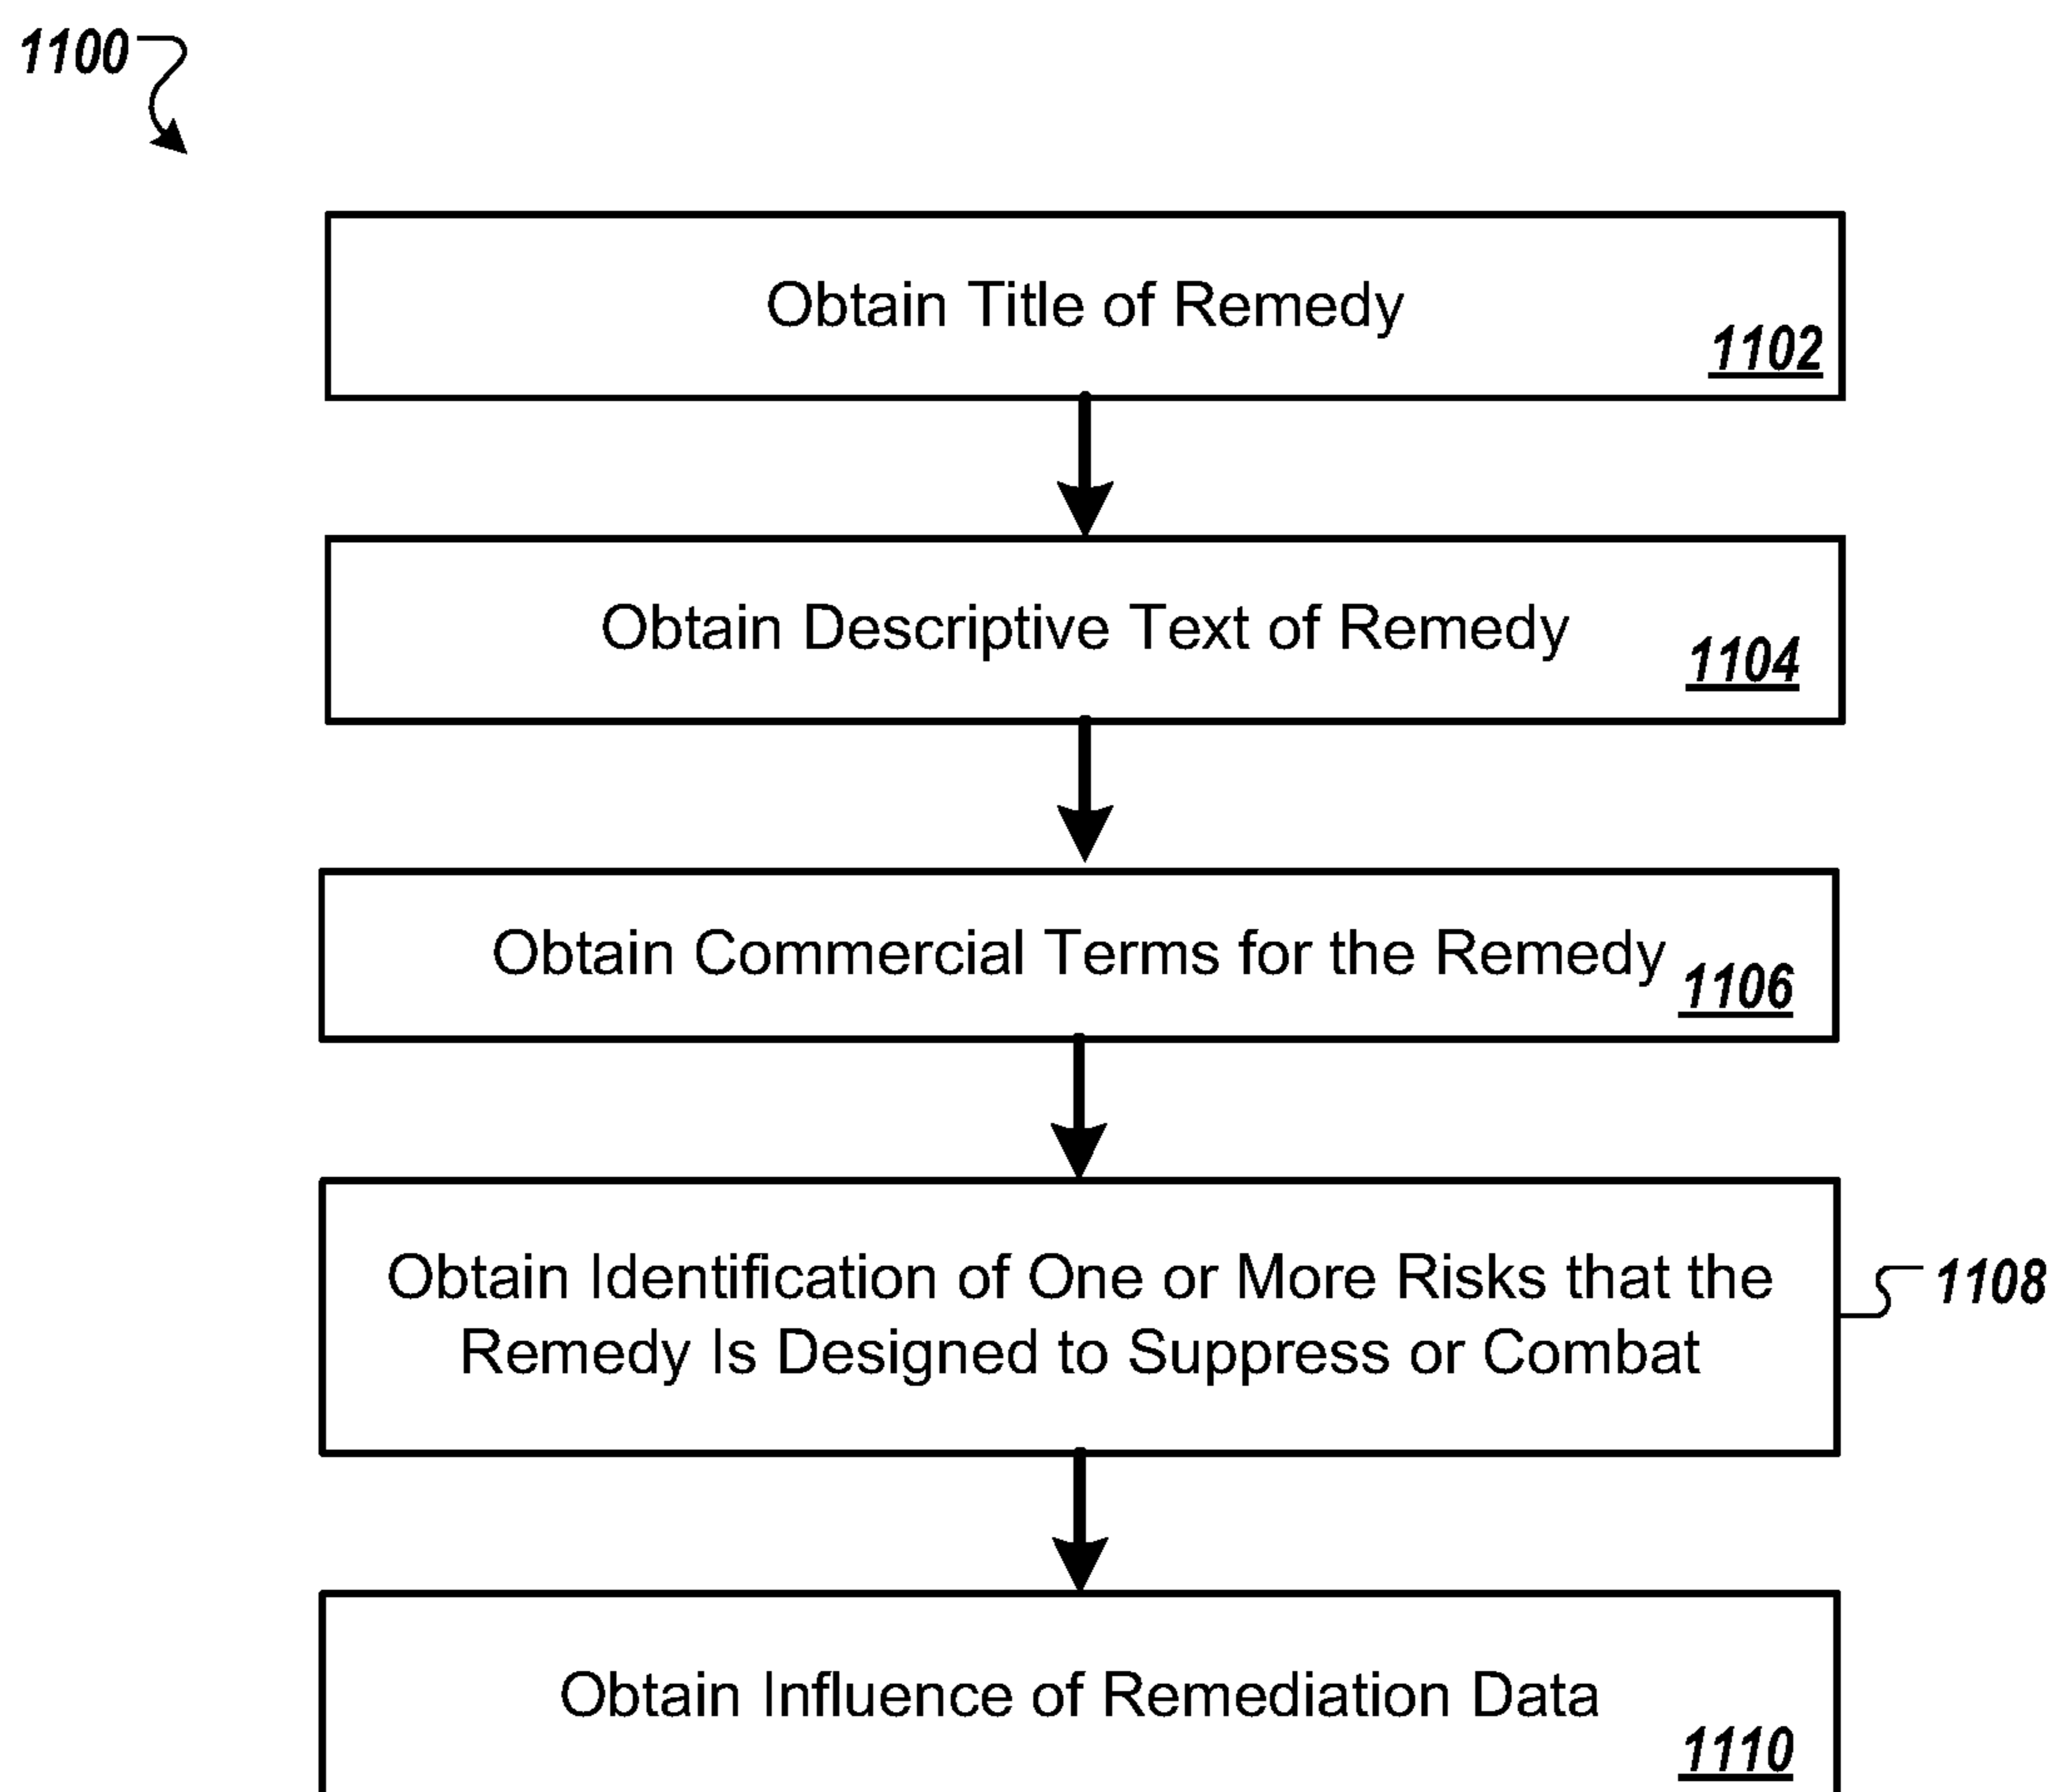 1100
Obtain Title of Remedy
1102
Obtain Descriptive Text of Remedy
1104
Obtain Commercial Terms for the Remedy
1106
Obtain Identification of One or More Risks that the
Remedy Is Designed to Suppress or Combat
1108
Obtain Influence of Remediation Data
1110